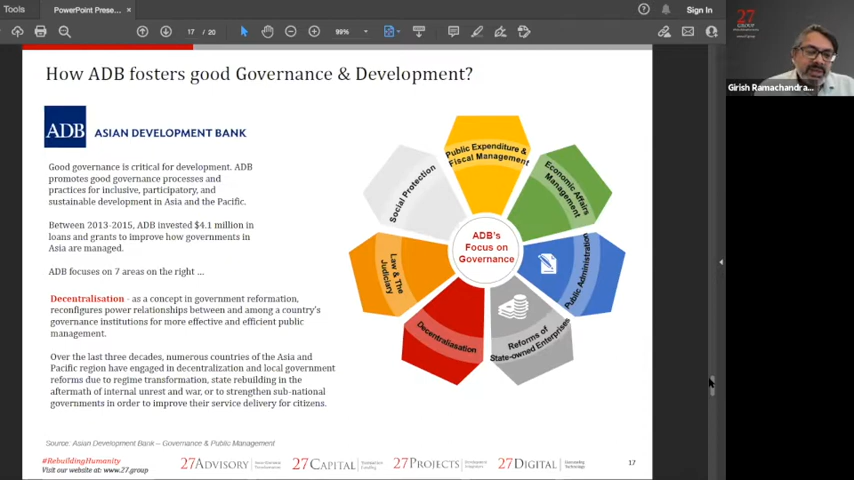 Tools
PowerPoint Prese... ×
Sign In
17 / 20
99%
How ADB fosters good Governance & Development?
ADB ASIAN DEVELOPMENT BANK
Good governance is critical for development. ADB
promotes good governance processes and
practices for inclusive, participatory, and
sustainable development in Asia and the Pacific.
Between 2013-2015, ADB invested $4.1 million in
loans and grants to improve how governments in
Asia are managed.
ADB focuses on 7 areas on the right ...
Decentralisation - as a concept in government reformation,
reconfigures power relationships between and among a country's
governance institutions for more effective and efficient public
management.
Over the last three decades, numerous countries of the Asia and
Pacific region have engaged in decentralization and local government
reforms due to regime transformation, state rebuilding in the
aftermath of internal unrest and war, or to strengthen sub-national
governments in order to improve their service delivery for citizens.
Public Expenditure &
Fiscal Management
Economic Affairs
Management
Public Administration
Reforms of
State-owned Enterprises
Decentralisation
Law & The
Judiciary
Social Protection
ADB's
Focus on
Governance
Source: Asian Development Bank – Governance & Public Management
#RebuildingHumanity
Visit our website at: www.27.group
27ADVISORY
27CAPITAL
27PROJECTS
27DIGITAL
17
27
GROUP
Girish Ramachandra...